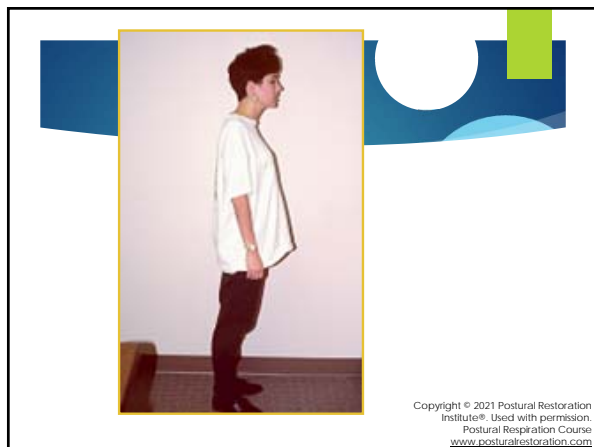 Copyright © 2021 Postural Restoration
Institute®. Used with permission.
Postural Respiration Course
www.posturalrestoration.com